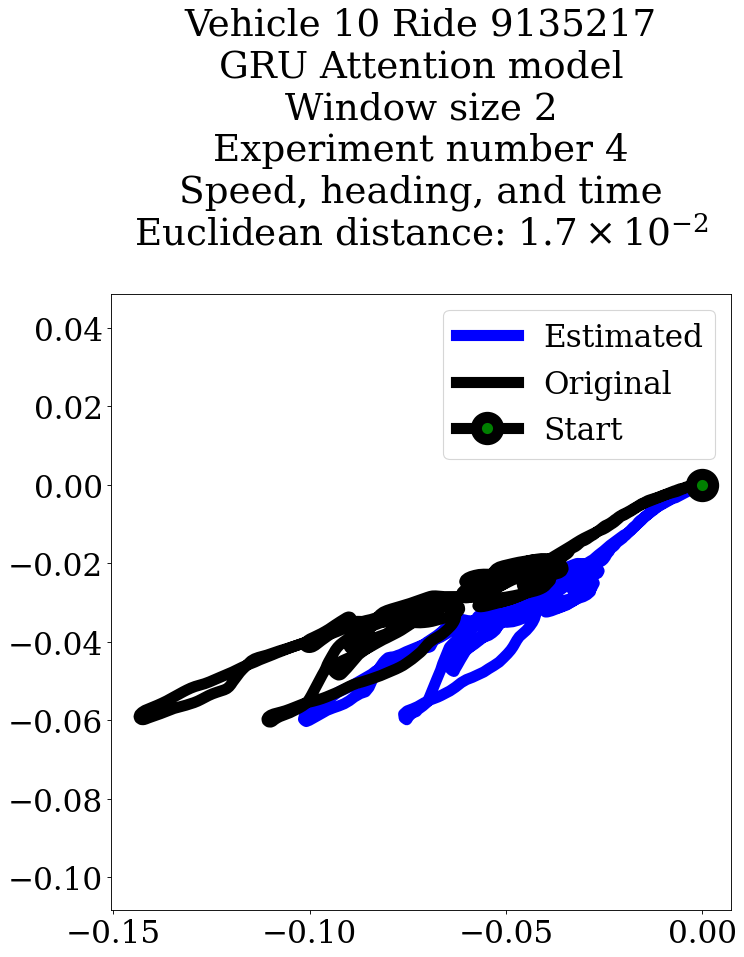 Vehicle 10 Ride 9135217
GRU Attention model
Window size 2
Experiment number 4
Speed, heading, and time
Euclidean distance: 1.7 × 10⁻²
Estimated
Original
Start
0.04
0.02
0.00
−0.02
−0.04
−0.06
−0.08
−0.10
−0.15
−0.10
−0.05
0.00